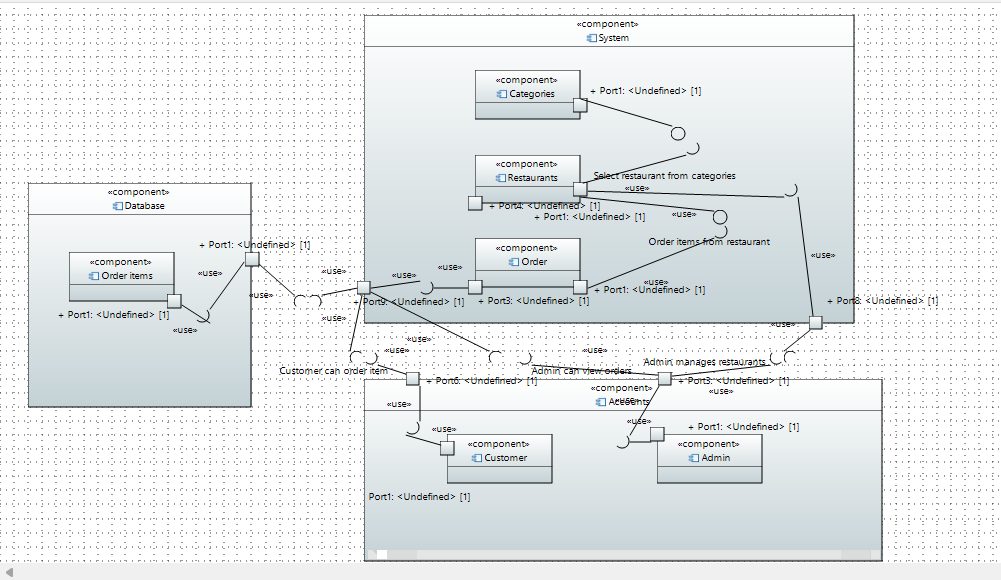 «component»
System
«component»
Categories
+ Port1: <Undefined> [1]
«component»
Restaurants
Select restaurant from categories
«use»
+ Port4: <Undefined> [1]
+ Port1: <Undefined> [1]
«use»
«component»
Database
+ Port1: <Undefined> [1]
«component»
Order items
«use»
«use»
+ Port1: <Undefined> [1]
«use»
«component»
Order
Order items from restaurant
«use»
«use»
«use»
«use»
«use»
+ Port9: <Undefined> [1]
+ Port3: <Undefined> [1]
+ Port1: <Undefined> [1]
+ Port8: <Undefined> [1]
«use»
«use»
«use»
«use»
«use»
Customer can order item
Admin can view orders
Admin manages restaurants
+ Port6: <Undefined> [1]
+ Port3: <Undefined> [1]
«component»
Accounts
«use»
«use»
«use»
«use»
«use»
+ Port1: <Undefined> [1]
«component»
Customer
«component»
Admin
Port1: <Undefined> [1]